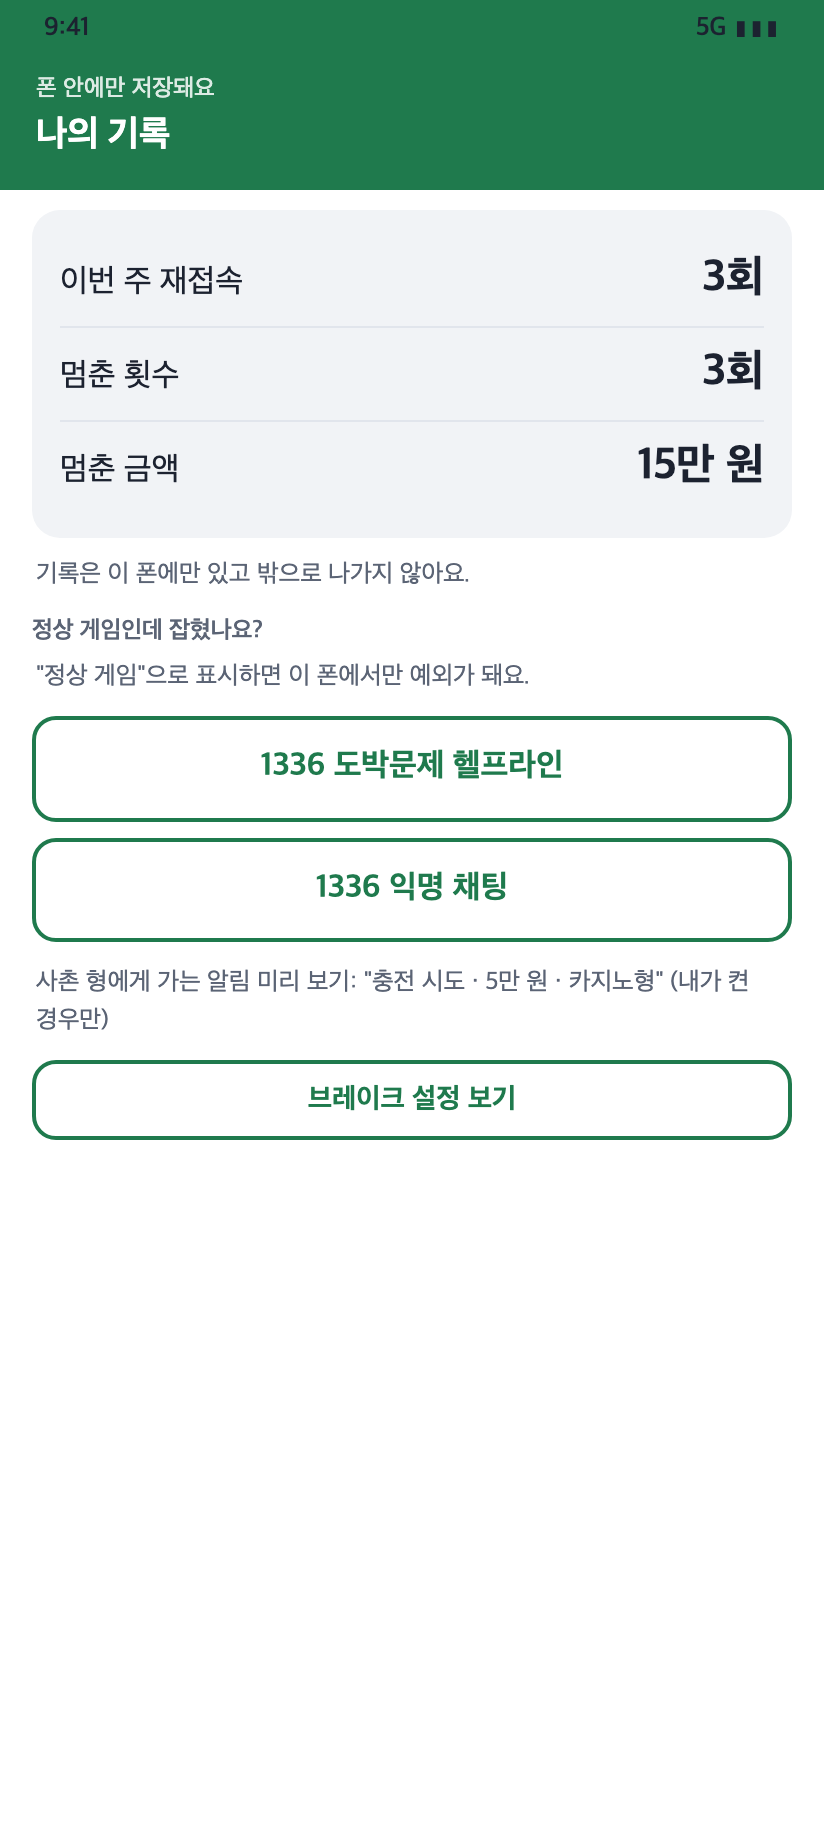 9:41
5G
폰 안에만 저장돼요
나의 기록
이번 주 재접속 3회
멈춘 횟수 3회
멈춘 금액 15만 원
기록은 이 폰에만 있고 밖으로 나가지 않아요.
정상 게임인데 잡혔나요?
"정상 게임"으로 표시하면 이 폰에서만 예외가 돼요.
1336 도박문제 헬프라인
1336 익명 채팅
사촌 형에게 가는 알림 미리 보기: "충전 시도 · 5만 원 · 카지노형" (내가 켠
경우만)
브레이크 설정 보기